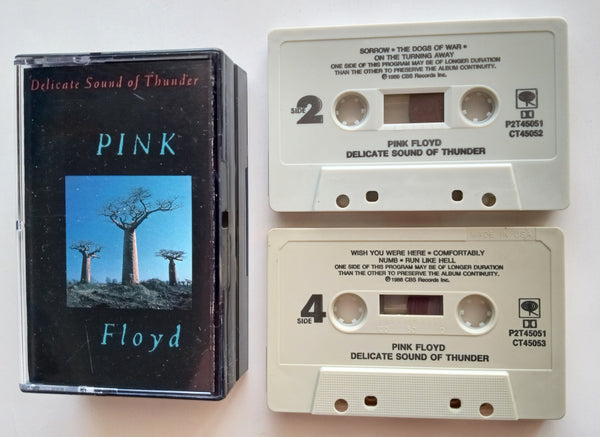 Delicate Sound of Thunder
PINK
Floyd
SORROW • THE DOGS OF WAR •
ON THE TURNING AWAY
ONE SIDE OF THIS PROGRAM MAY BE OF LONGER DURATION
THAN THE OTHER TO PRESERVE THE ALBUM CONTINUITY.
℗ 1988 CBS Records Inc.
SIDE 2
P2T45051
CT45052
PINK FLOYD
DELICATE SOUND OF THUNDER
MADE IN USA
WISH YOU WERE HERE • COMFORTABLY
NUMB • RUN LIKE HELL
ONE SIDE OF THIS PROGRAM MAY BE OF LONGER DURATION
THAN THE OTHER TO PRESERVE THE ALBUM CONTINUITY.
℗ 1988 CBS Records Inc.
4
SIDE
P2T45051
CT45053
PINK FLOYD
DELICATE SOUND OF THUNDER